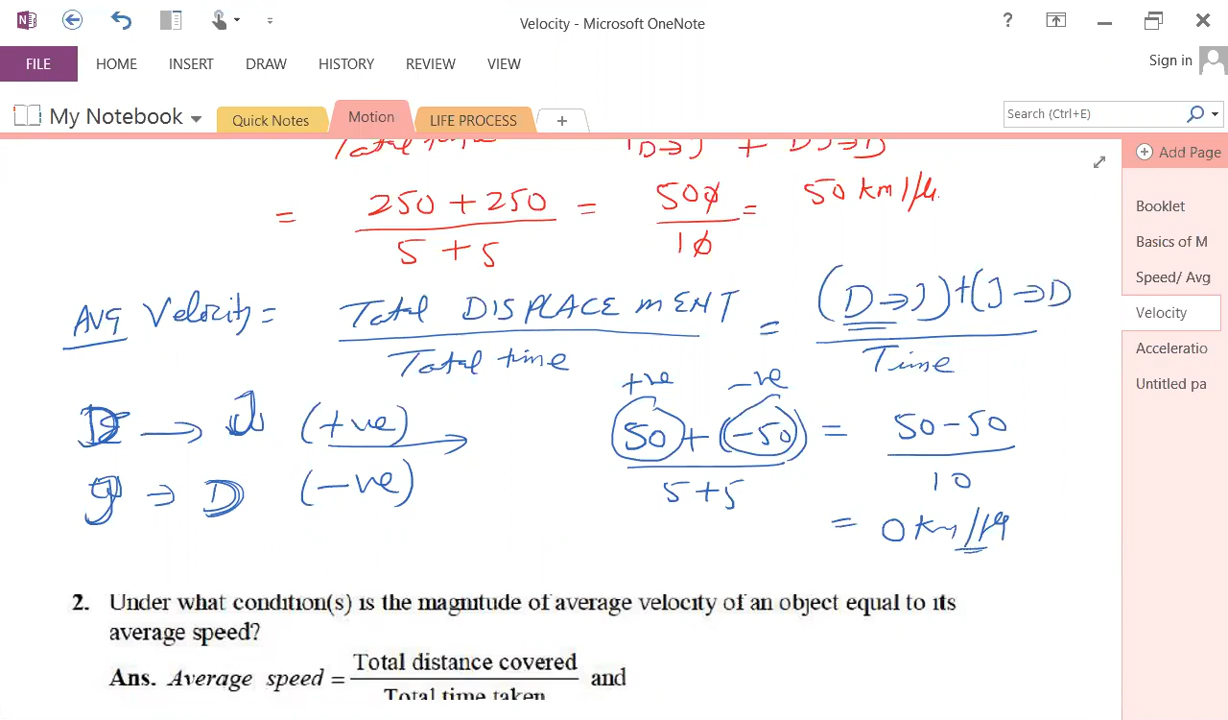 Velocity - Microsoft OneNote
?
FILE HOME INSERT DRAW HISTORY REVIEW VIEW
Sign in
My Notebook
Quick Notes
Motion
LIFE PROCESS
+
Search (Ctrl+E)
Add Page
Booklet
Basics of M
Speed/ Avg
Velocity
Acceleratio
Untitled pa
Total time D⇒J + DJ⇒D
= 250 + 250 = 500 = 50 km/H
5 + 5 10
AVG Velocity = Total DISPLACEMENT = (D⇒J)+(J⇒D
Total time Time
+ve -ve
D → J (+ve) 50 + (-50) = 50-50
5+5 10
J ⇒ D (-ve)
= 0 km/H
2. Under what condition(s) is the magnitude of average velocity of an object equal to its
average speed?
Ans. Average speed = Total distance covered and
Total time taken